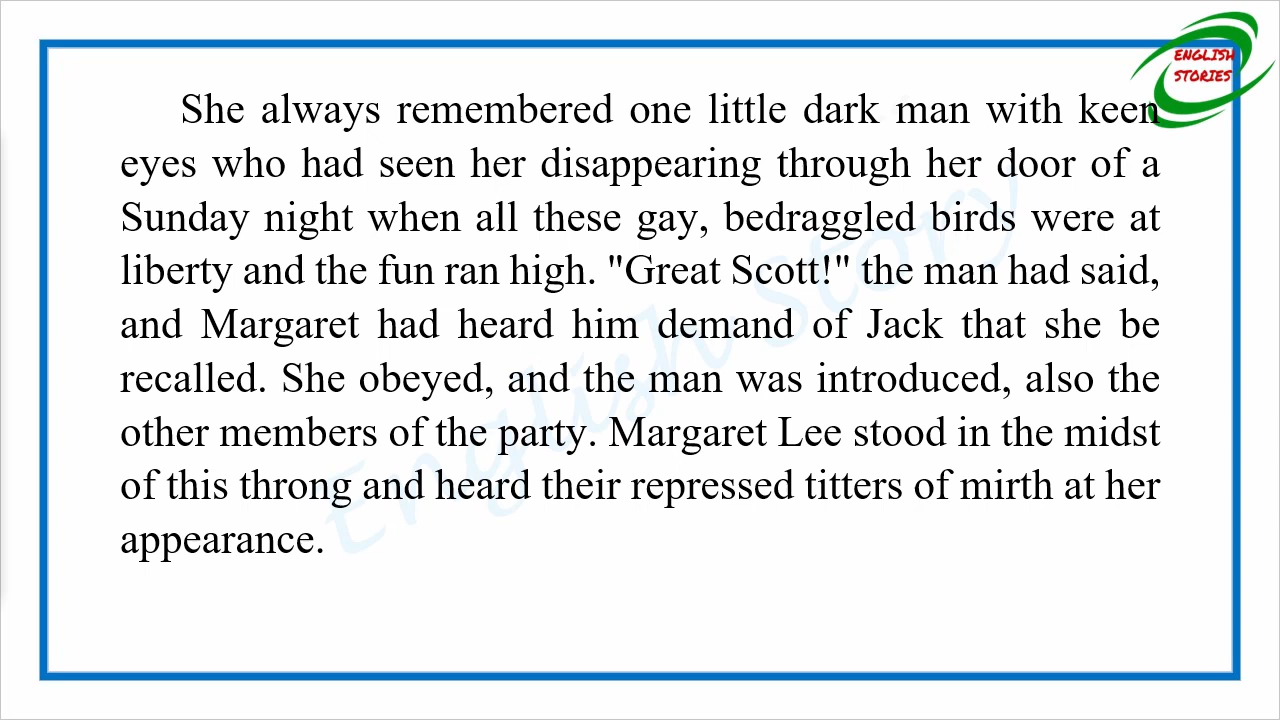 ENGLISH
STORIES
She always remembered one little dark man with keen
eyes who had seen her disappearing through her door of a
Sunday night when all these gay, bedraggled birds were at
liberty and the fun ran high. "Great Scott!" the man had said,
and Margaret had heard him demand of Jack that she be
recalled. She obeyed, and the man was introduced, also the
other members of the party. Margaret Lee stood in the midst
of this throng and heard their repressed titters of mirth at her
appearance.
English Story